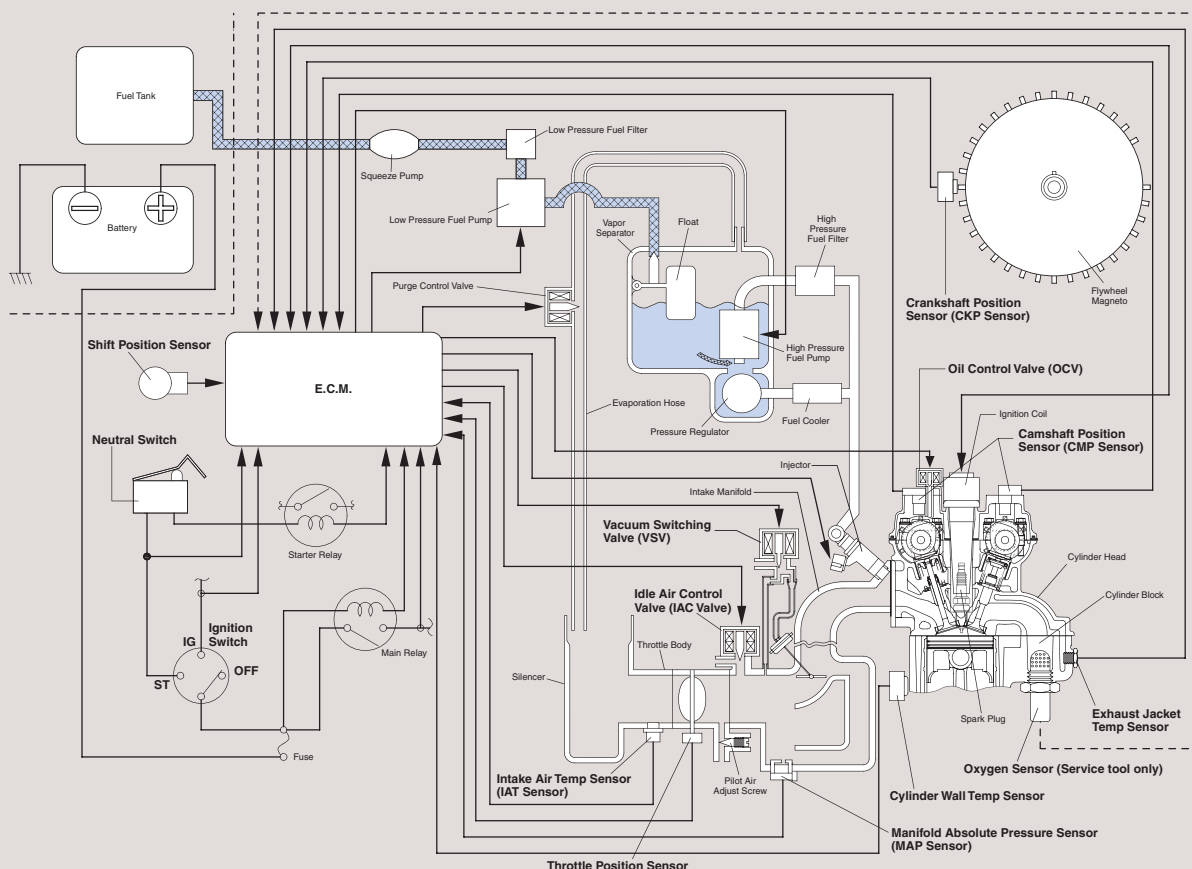 Fuel Tank
Squeeze Pump
Low Pressure Fuel Filter
Low Pressure Fuel Pump
Battery
Vapor
Separator
Float
High
Pressure
Fuel Filter
Flywheel
Magneto
Crankshaft Position
Sensor (CKP Sensor)
Purge Control Valve
Shift Position Sensor
E.C.M.
High Pressure
Fuel Pump
Oil Control Valve (OCV)
Evaporation Hose
Pressure Regulator
Fuel Cooler
Ignition Coil
Camshaft Position
Sensor (CMP Sensor)
Neutral Switch
Injector
Intake Manifold
Starter Relay
Vacuum Switching
Valve (VSV)
Cylinder Head
Cylinder Block
Idle Air Control
Valve (IAC Valve)
IG
Ignition
Switch
OFF
ST
Main Relay
Throttle Body
Silencer
Fuse
Spark Plug
Exhaust Jacket
Temp Sensor
Intake Air Temp Sensor
(IAT Sensor)
Pilot Air
Adjust Screw
Oxygen Sensor (Service tool only)
Cylinder Wall Temp Sensor
Manifold Absolute Pressure Sensor
(MAP Sensor)
Throttle Position Sensor